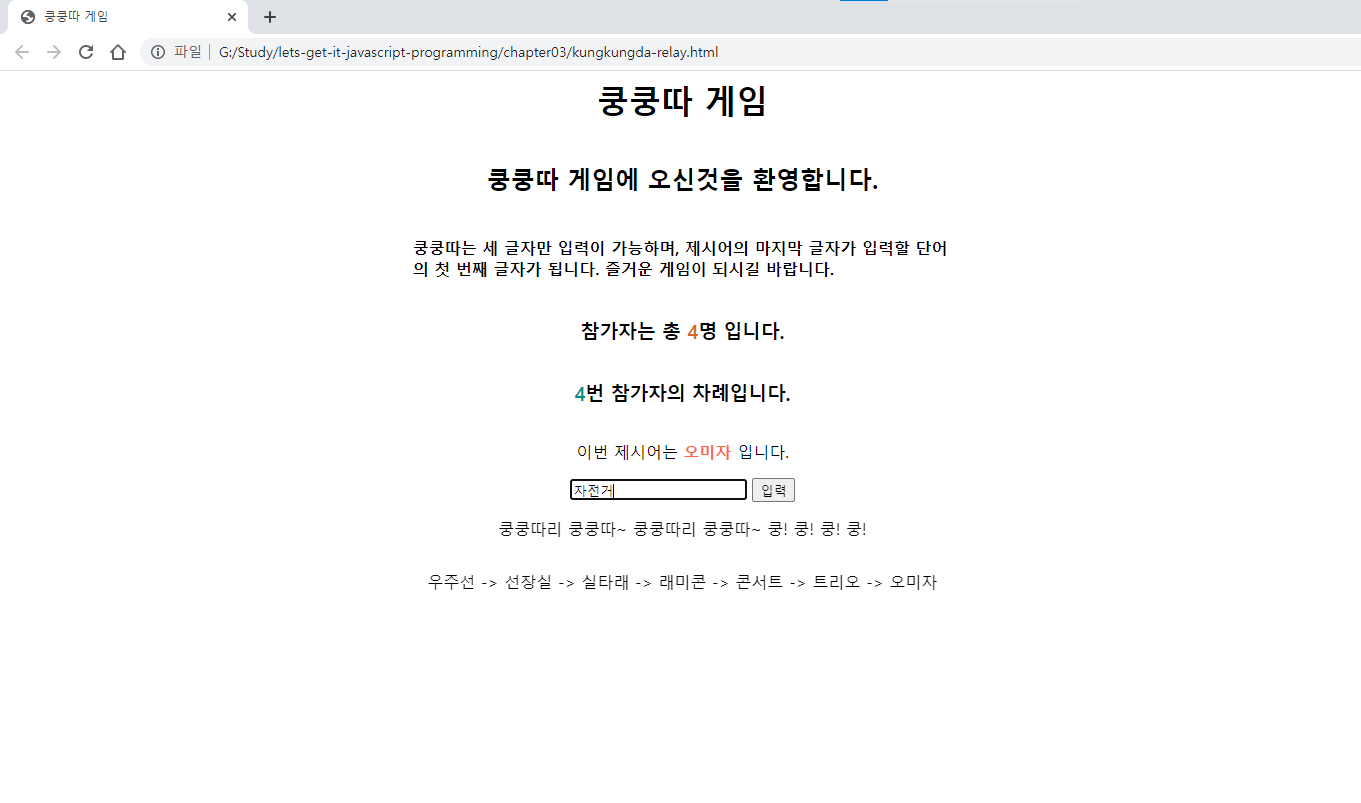 쿵쿵따 게임
파일 G:/Study/lets-get-it-javascript-programming/chapter03/kungkungda-relay.html
쿵쿵따 게임
쿵쿵따 게임에 오신것을 환영합니다.
쿵쿵따는 세 글자만 입력이 가능하며, 제시어의 마지막 글자가 입력할 단어
의 첫 번째 글자가 됩니다. 즐거운 게임이 되시길 바랍니다.
참가자는 총 4명 입니다.
4번 참가자의 차례입니다.
이번 제시어는 오미자 입니다.
자전거 입력
쿵쿵따리 쿵쿵따~ 쿵쿵따리 쿵쿵따~ 쿵! 쿵! 쿵! 쿵!
우주선 -> 선장실 -> 실타래 -> 래미콘 -> 콘서트 -> 트리오 -> 오미자